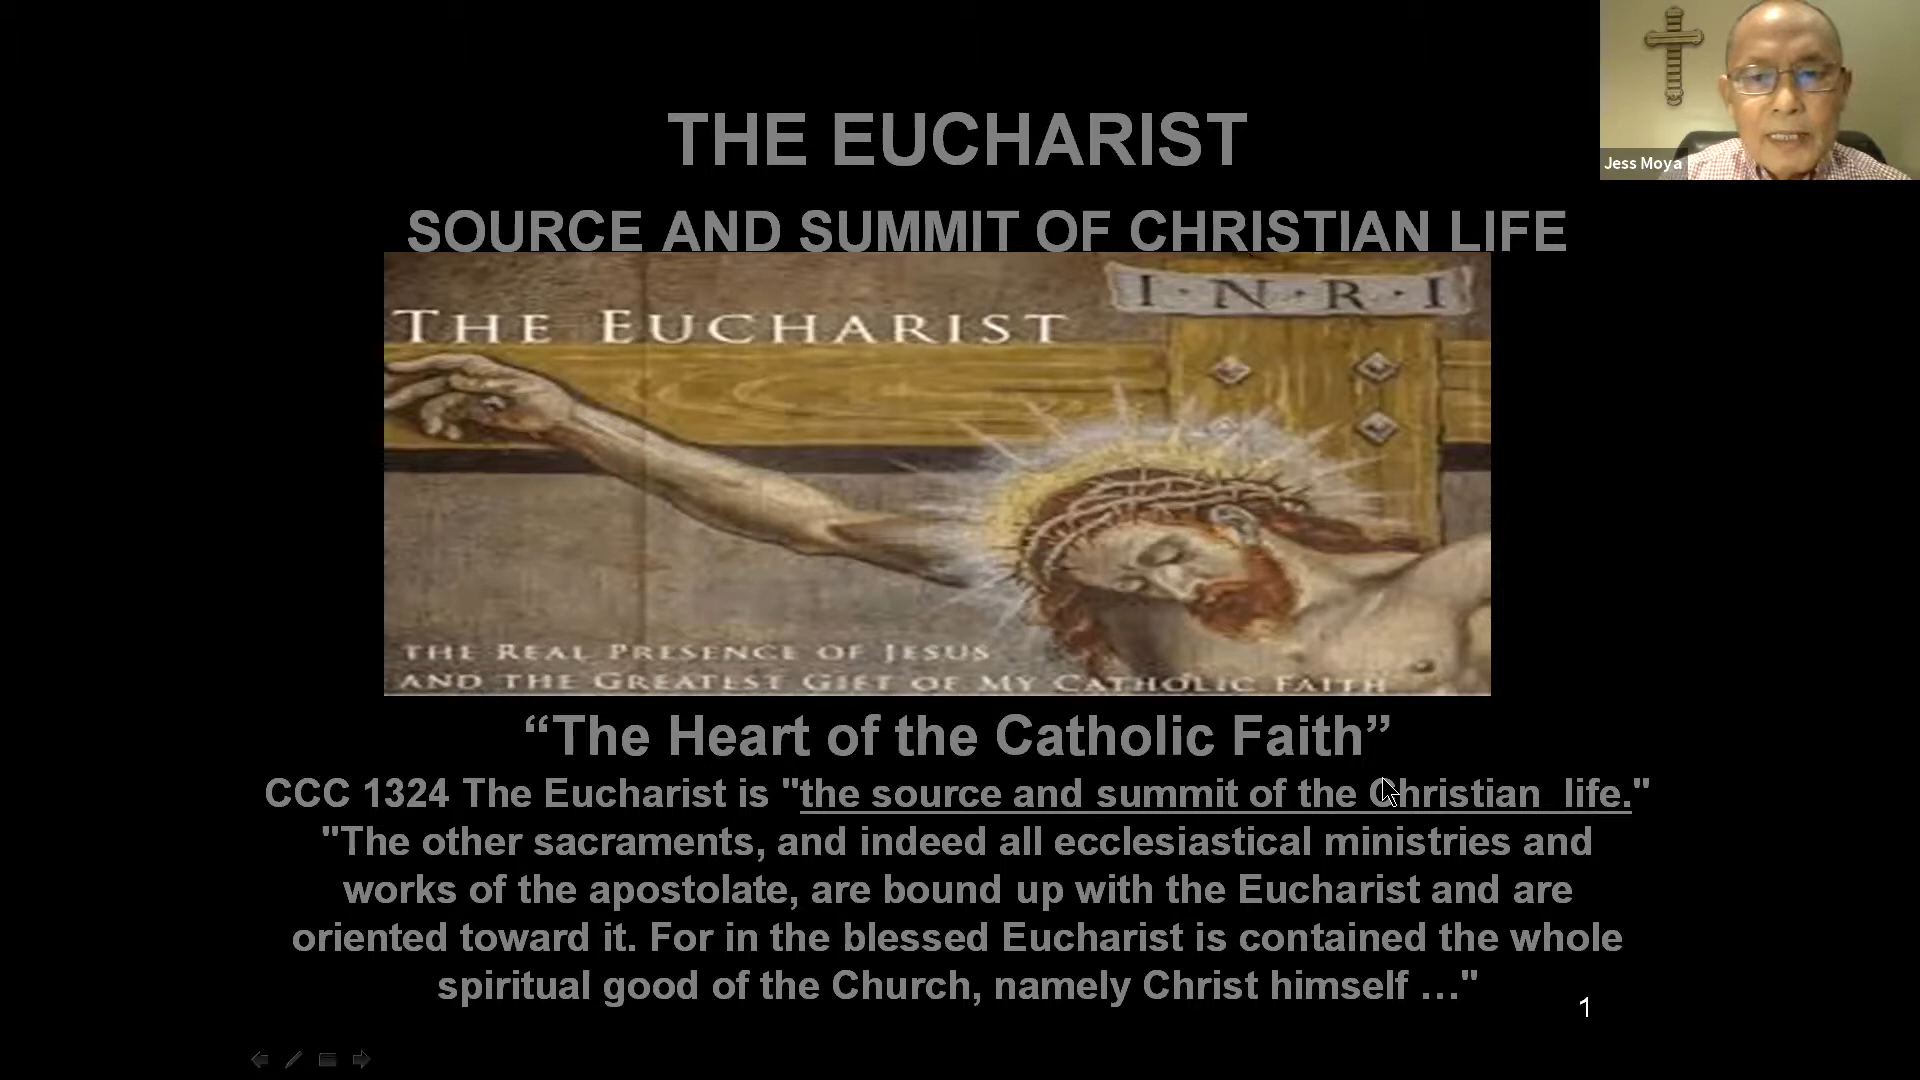 THE EUCHARIST
SOURCE AND SUMMIT OF CHRISTIAN LIFE
I·N·R·I
THE EUCHARIST
THE REAL PRESENCE OF JESUS
AND THE GREATEST GIFT OF MY CATHOLIC FAITH
“The Heart of the Catholic Faith”
CCC 1324 The Eucharist is "the source and summit of the Christian life."
"The other sacraments, and indeed all ecclesiastical ministries and
works of the apostolate, are bound up with the Eucharist and are
oriented toward it. For in the blessed Eucharist is contained the whole
spiritual good of the Church, namely Christ himself …"
1
Jess Moya